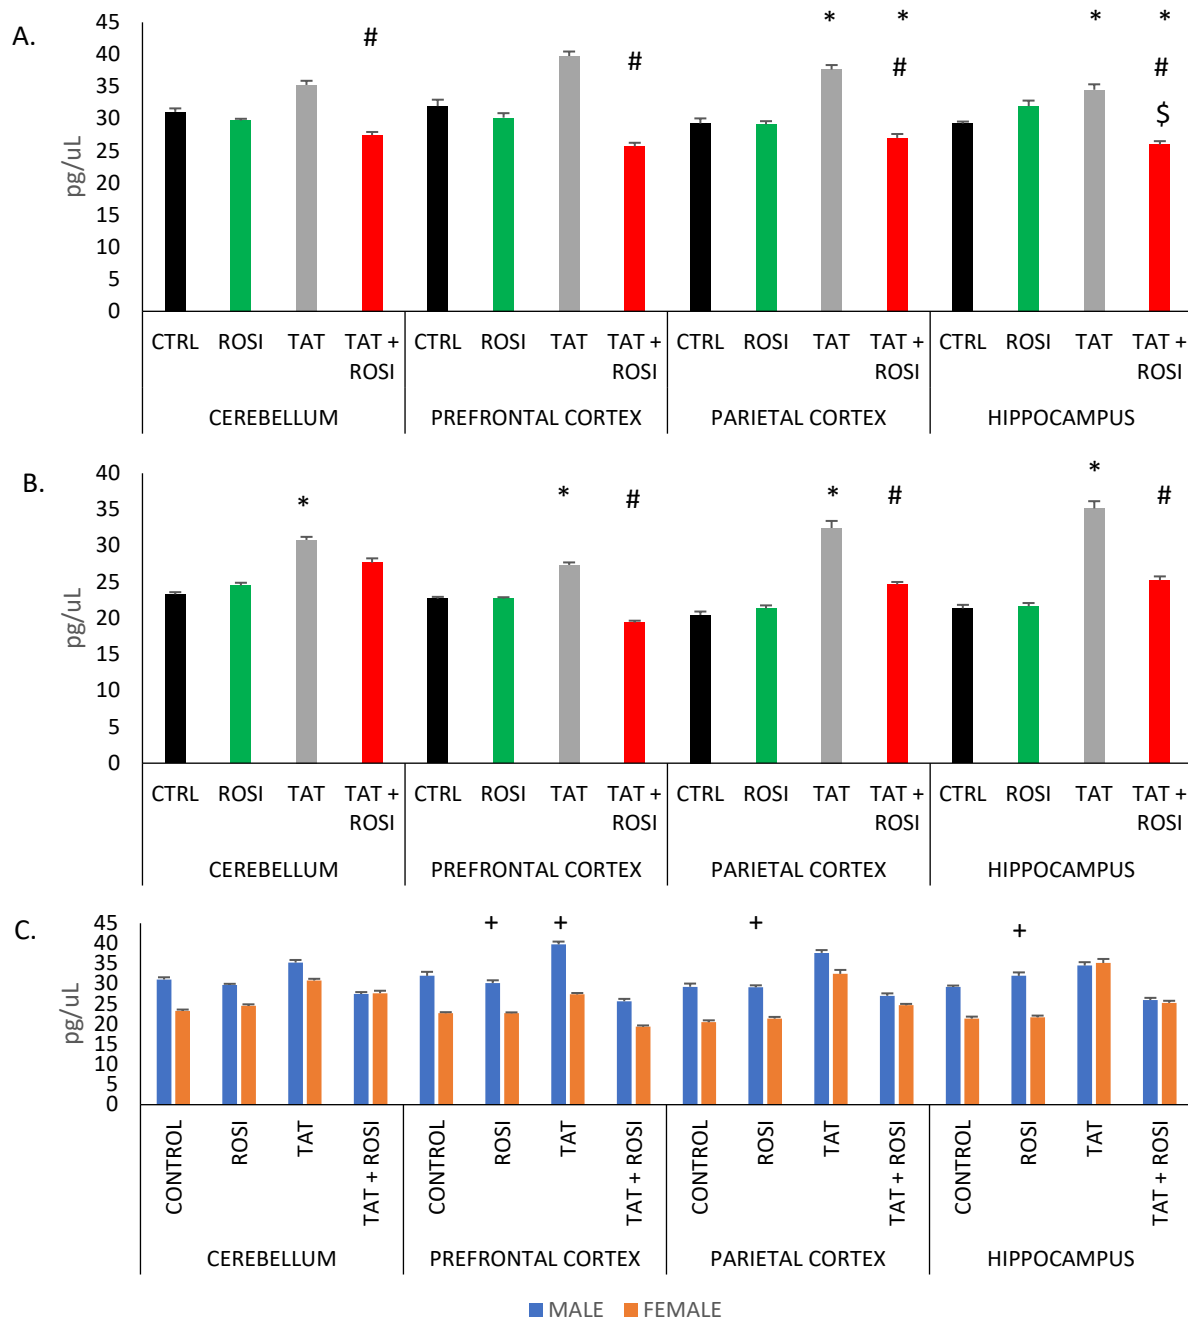 A.
pg/uL
45
40
35
30
25
20
15
10
5
0
# # * # * * # $ *
CTRL ROSI TAT TAT + ROSI CTRL ROSI TAT TAT + ROSI CTRL ROSI TAT TAT + ROSI CTRL ROSI TAT TAT + ROSI
CEREBELLUM PREFRONTAL CORTEX PARIETAL CORTEX HIPPOCAMPUS
B.
pg/uL
40
35
30
25
20
15
10
5
0
* * # * # * #
CTRL ROSI TAT TAT + ROSI CTRL ROSI TAT TAT + ROSI CTRL ROSI TAT TAT + ROSI CTRL ROSI TAT TAT + ROSI
CEREBELLUM PREFRONTAL CORTEX PARIETAL CORTEX HIPPOCAMPUS
C.
pg/uL
45
40
35
30
25
20
15
10
5
0
+ + + +
CONTROL ROSI TAT TAT + ROSI CONTROL ROSI TAT TAT + ROSI CONTROL ROSI TAT TAT + ROSI CONTROL ROSI TAT TAT + ROSI
CEREBELLUM PREFRONTAL CORTEX PARIETAL CORTEX HIPPOCAMPUS
MALE FEMALE